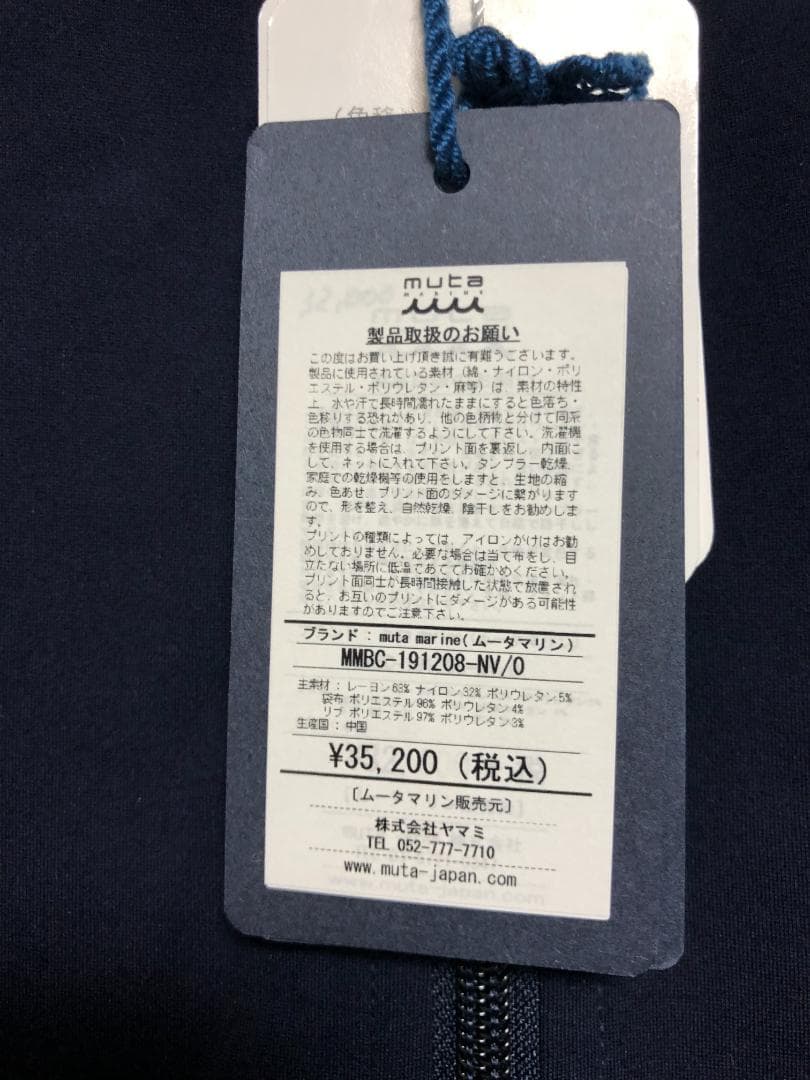 (色移
muta
MARINE
製品取扱のお願い
この度はお買い上げ頂き誠に有難うございます。
製品に使用されている素材（綿・ナイロン・ポリ
エステル・ポリウレタン・麻等）は、素材の特性
上、水や汗で長時間濡れたままにすると色落ち・
色移りする恐れがあり、他の色柄物と分けて同系
の色物同士で洗濯するようにして下さい。洗濯機
を使用する場合は、プリント面を裏返し、内面に
して、ネットに入れて下さい。タンブラー乾燥、
家庭での乾燥機等の使用をしますと、生地の縮
み、色あせ、プリント面のダメージに繋がります
ので、形を整え、自然乾燥、陰干しをお勧めしま
す。
プリントの種類によっては、アイロンがけはお勧
めしておりません。必要な場合は当て布をし、目
立たない場所に低温であててお確かめください。
プリント面同士が長時間接触した状態で放置され
ると、お互いのプリントにダメージがある可能性
がありますのでご注意下さい。
ブランド：muta marine(ムータマリン)
MMBC-191208-NV/0
主素材：レーヨン63% ナイロン32% ポリウレタン5%
袋布 ポリエステル96% ポリウレタン4%
リブ ポリエステル97% ポリウレタン3%
生産国：中国
¥35,200（税込）
［ムータマリン販売元］
株式会社ヤマミ
TEL 052-777-7710
www.muta-japan.com